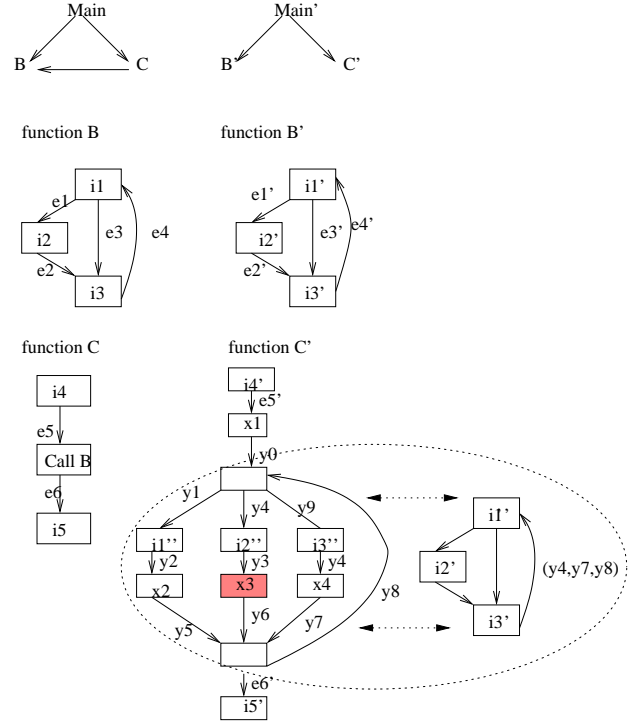 Main Main'
B C B' C'
function B function B'
i1 i1'
e1 e1'
i2 e3 e4 i2' e3' e4'
e2 e2'
i3 i3'
function C function C'
i4 i4'
e5'
e5 x1
Call B y0
e6
y1 y4 y9
i5 i1'' i2'' i3'' i1'
y2 y3 y4 i2' (y4,y7,y8)
x2 x3 x4 y8
y5 y6 y7 i3'
e6'
i5'